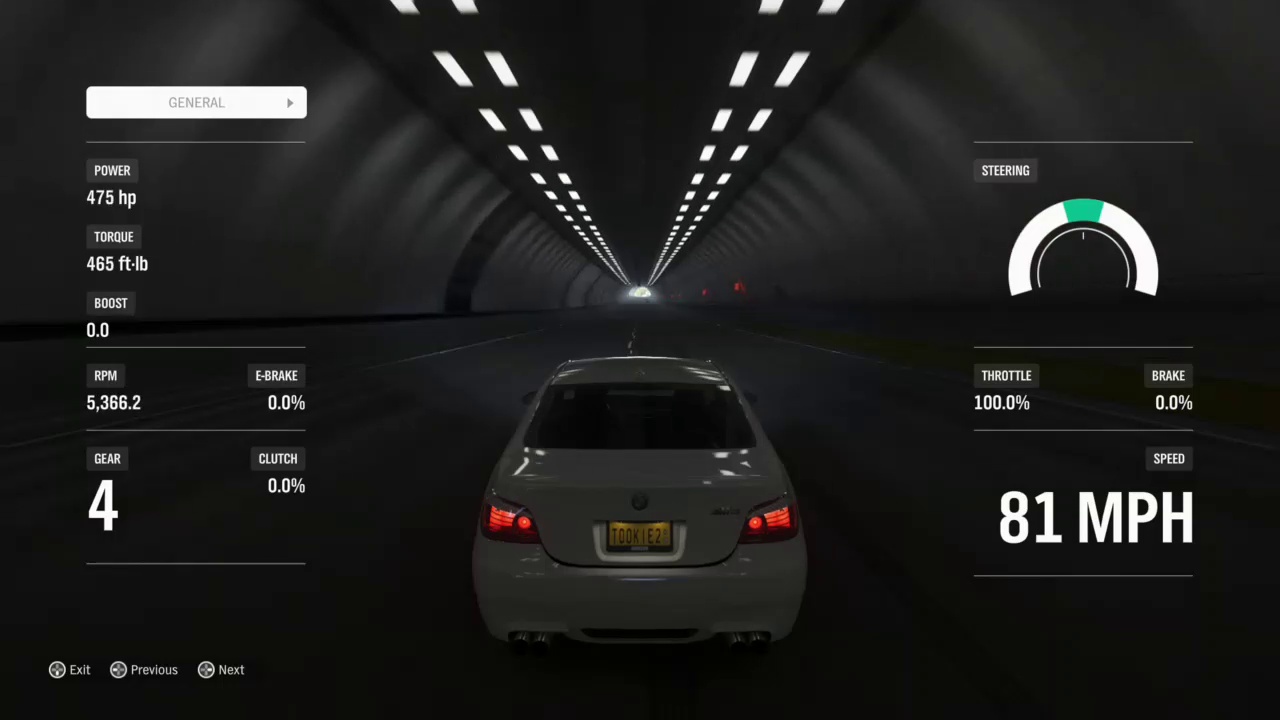 GENERAL
POWER
475 hp
TORQUE
465 ft·lb
BOOST
0.0
RPM
E-BRAKE
5,366.2
0.0%
GEAR
CLUTCH
4
0.0%
STEERING
THROTTLE
BRAKE
100.0%
0.0%
SPEED
81 MPH
TOOKIE2
Exit
Previous
Next